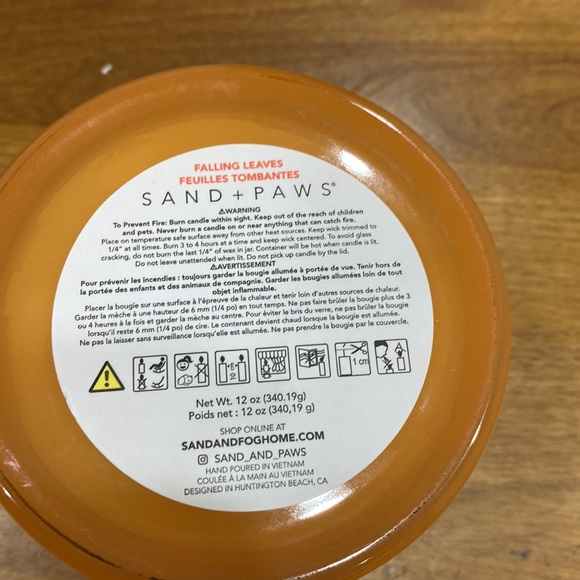 FALLING LEAVES
FEUILLES TOMBANTES
SAND + PAWS®
⚠WARNING
To Prevent Fire: Burn candle within sight. Keep out of the reach of children
and pets. Never burn a candle on or near anything that can catch fire.
Place on temperature safe surface away from other heat sources. Keep wick trimmed to
1/4" at all times. Burn 3 to 4 hours at a time and keep wick centered. To avoid glass
cracking, do not burn the last 1/4" of wax in jar. Container will be hot when candle is lit.
Do not leave unattended when lit. Do not pick up candle by the lid.
⚠AVERTISSEMENT
Pour prévenir les incendies : toujours garder la bougie allumée à portée de vue. Tenir hors de
la portée des enfants et des animaux de compagnie. Garder les bougies allumées loin de tout
objet inflammable.
Placer la bougie sur une surface à l'épreuve de la chaleur et tenir loin d'autres sources de chaleur.
Garder la mèche à une hauteur de 6 mm (1/4 po) en tout temps. Ne pas faire brûler la bougie plus de 3
ou 4 heures à la fois et garder la mèche au centre. Pour éviter le bris du verre, ne pas brûler la bougie
lorsqu'il reste 6 mm (1/4 po) de cire. Le contenant devient chaud lorsque la bougie est allumée.
Ne pas la laisser sans surveillance lorsqu'elle est allumée. Ne pas prendre la bougie par le couvercle.
1 cm
Net Wt. 12 oz (340.19g)
Poids net : 12 oz (340,19 g)
SHOP ONLINE AT
SANDANDFOGHOME.COM
SAND_AND_PAWS
HAND POURED IN VIETNAM
COULÉE À LA MAIN AU VIETNAM
DESIGNED IN HUNTINGTON BEACH, CA